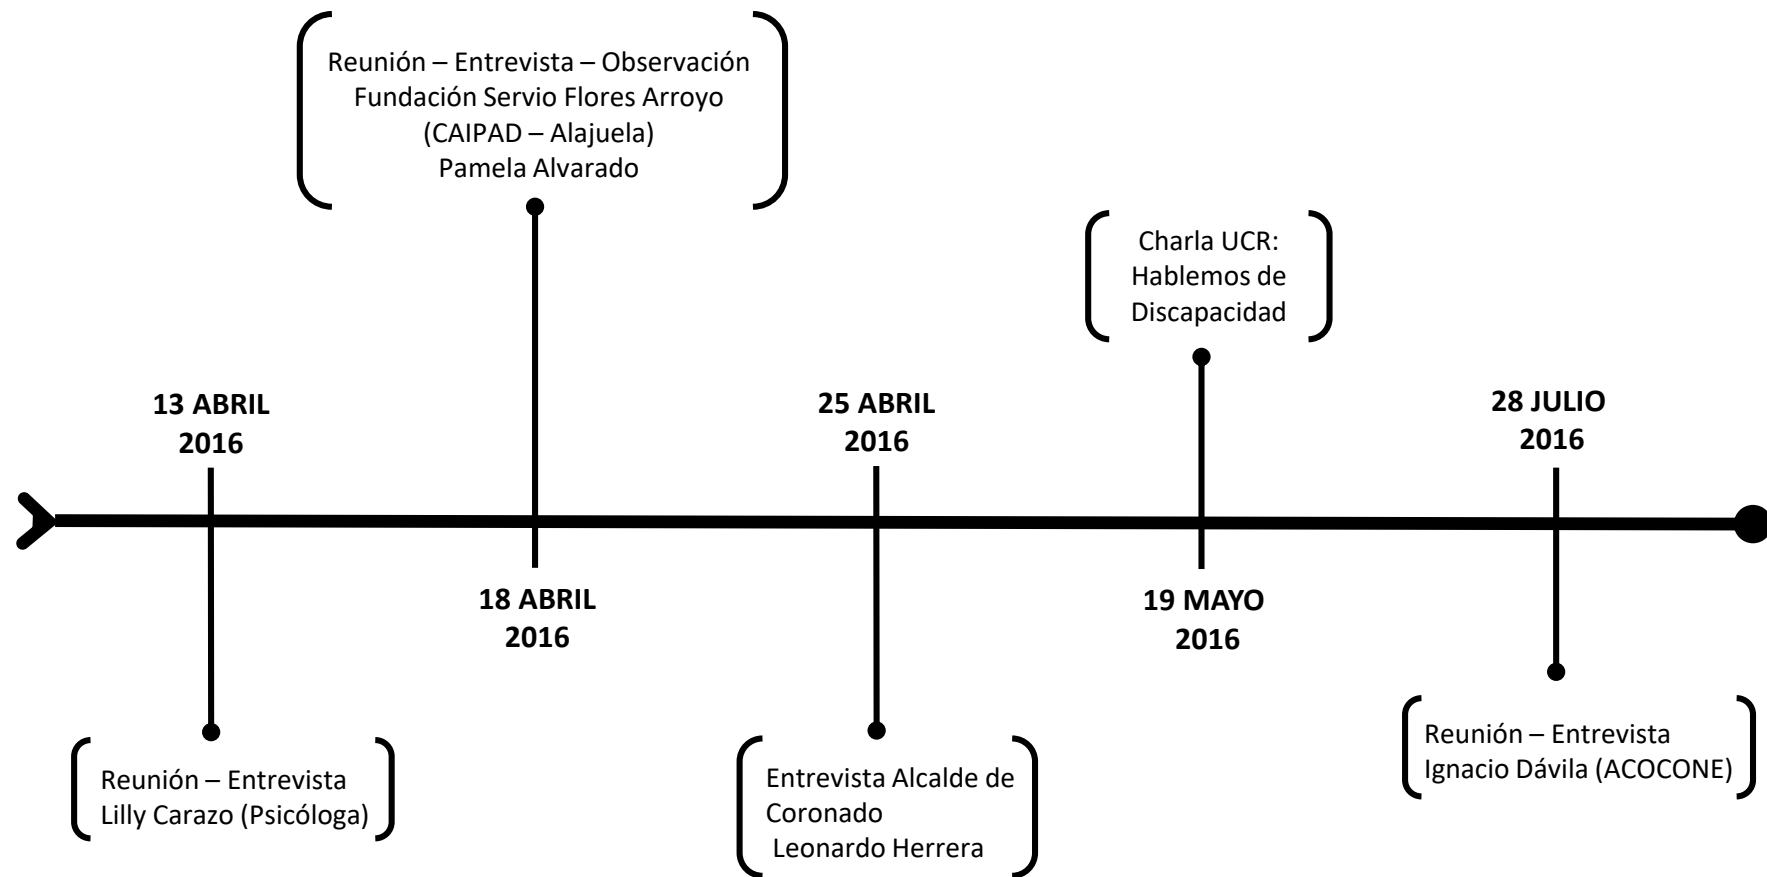 Reunión – Entrevista – Observación
Fundación Servio Flores Arroyo
(CAIPAD – Alajuela)
Pamela Alvarado
Charla UCR:
Hablemos de
Discapacidad
13 ABRIL
2016
25 ABRIL
2016
28 JULIO
2016
18 ABRIL
2016
19 MAYO
2016
Reunión – Entrevista
Lilly Carazo (Psicóloga)
Entrevista Alcalde de
Coronado
Leonardo Herrera
Reunión – Entrevista
Ignacio Dávila (ACOCONE)